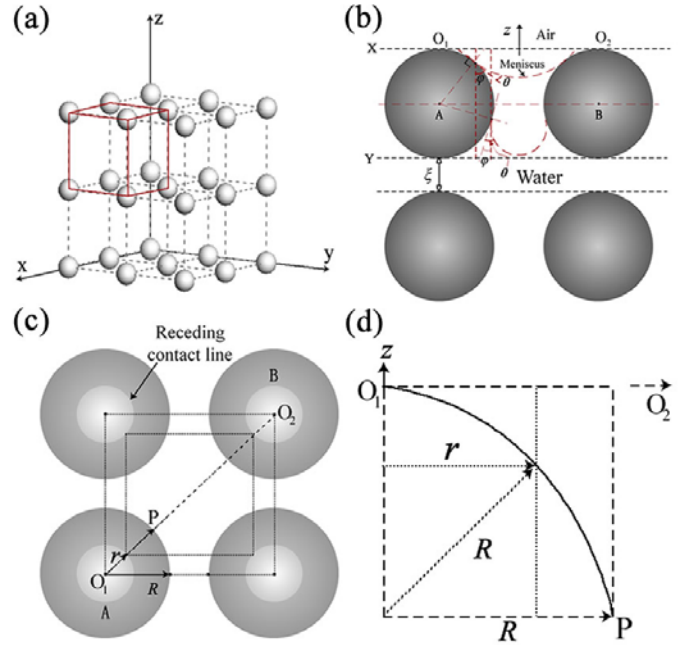 (a)
z
x
y
(b)
z
Air
X
O₁
O₂
Meniscus
r
φ
θ
A
B
Y
φ
θ
ξ
Water
(c)
Receding
contact line
B
O₂
P
r
O₁
R
A
(d)
z
O₁
O₂
r
R
R
P